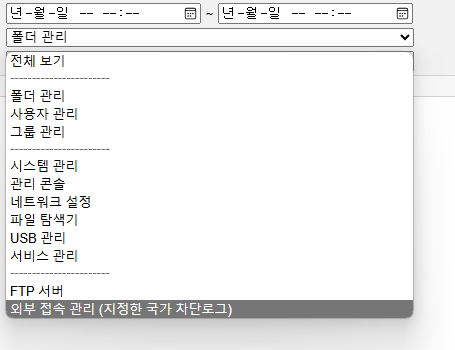 년-월-일 -- --:-- ~ 년-월-일 -- --:--
폴더 관리
전체 보기
-----------------------
폴더 관리
사용자 관리
그룹 관리
-----------------------
시스템 관리
관리 콘솔
네트워크 설정
파일 탐색기
USB 관리
서비스 관리
-----------------------
FTP 서버
외부 접속 관리 (지정한 국가 차단로그)